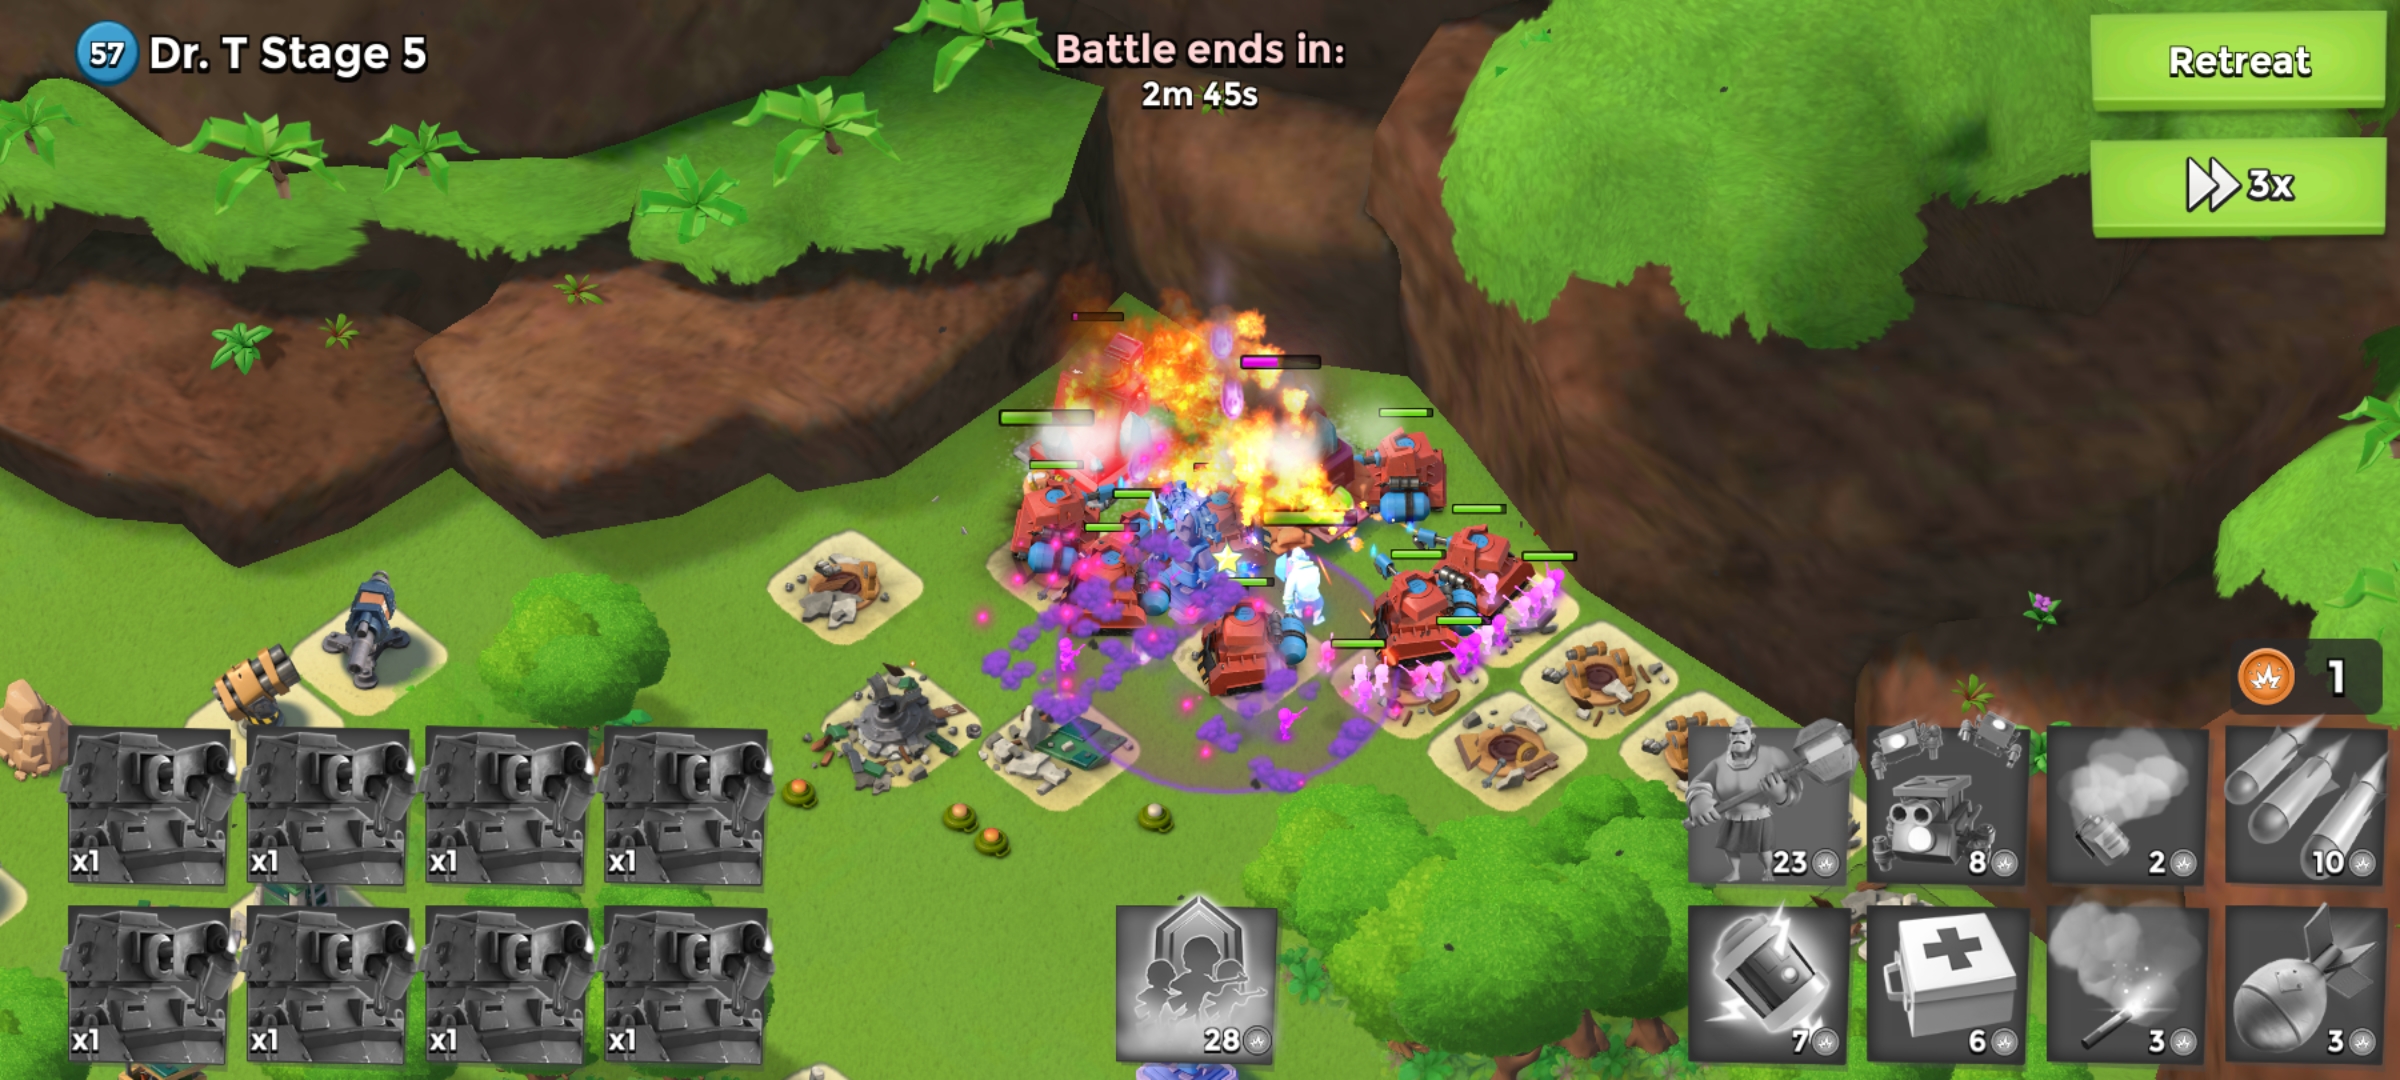 57 Dr. T Stage 5
Battle ends in:
2m 45s
Retreat
3x
1
x1 x1 x1 x1
23 8 2 10
x1 x1 x1 x1
28
7 6 3 3